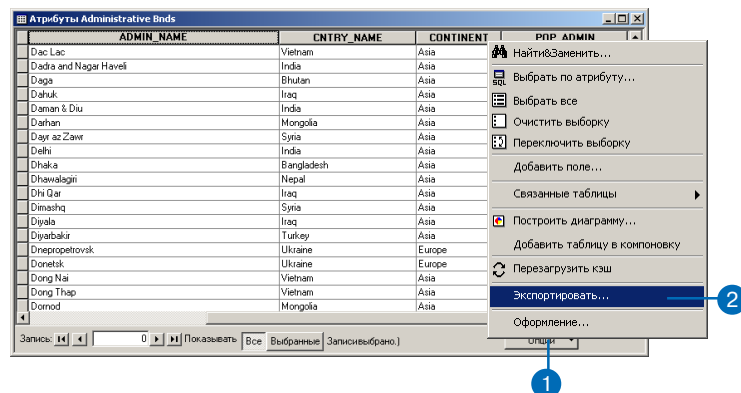 Атрибуты Administrative Bnds
ADMIN_NAME CNTRY_NAME CONTINENT POP_ADMIN
Dac Lac Vietnam Asia
Dadra and Nagar Haveli India Asia
Daga Bhutan Asia
Dahuk Iraq Asia
Daman & Diu India Asia
Darhan Mongolia Asia
Dayr az Zawr Syria Asia
Delhi India Asia
Dhaka Bangladesh Asia
Dhawalagiri Nepal Asia
Dhi Qar Iraq Asia
Dimashq Syria Asia
Diyala Iraq Asia
Diyarbakir Turkey Asia
Dnepropetrovsk Ukraine Europe
Donetsk Ukraine Europe
Dong Nai Vietnam Asia
Dong Thap Vietnam Asia
Dornod Mongolia Asia
Найти&Заменить...
SQL Выбрать по атрибуту...
Выбрать все
Очистить выборку
Переключить выборку
Добавить поле...
Связанные таблицы
Построить диаграмму...
Добавить таблицу в компоновку
Перезагрузить кэш
Экспортировать...
Оформление...
Запись: 0 Показывать Все Выбранные Записивыбрано.) Опции
2
1